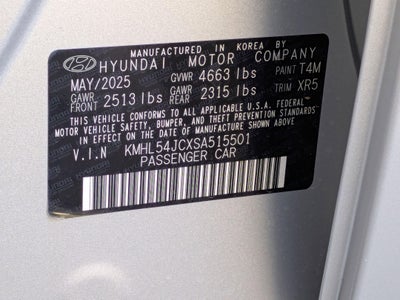 MANUFACTURED IN KOREA BY
HYUNDAI MOTOR COMPANY
MAY/2025 GVWR 4663 lbs PAINT T4M
GAWR FRONT 2513 lbs GAWR REAR 2315 lbs TRIM XR5
THIS VEHICLE CONFORMS TO ALL APPLICABLE U.S.A. FEDERAL
MOTOR VEHICLE SAFETY, BUMPER, AND THEFT PREVENTION STANDARDS
IN EFFECT ON THE DATE OF MANUFACTURE SHOWN ABOVE.
V.I.N KMHL54JCXSA515501
PASSENGER CAR